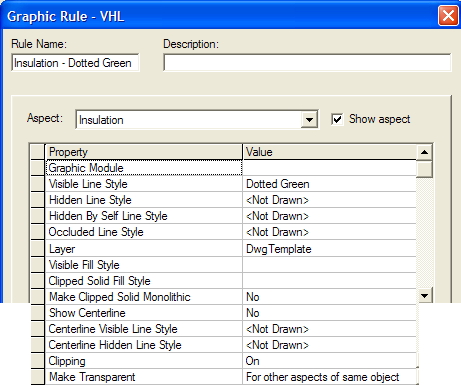 Graphic Rule - VHL
Rule Name: Description:
Insulation - Dotted Green
Aspect: Insulation Show aspect
Property Value
Graphic Module
Visible Line Style Dotted Green
Hidden Line Style <Not Drawn>
Hidden By Self Line Style <Not Drawn>
Occluded Line Style <Not Drawn>
Layer DwgTemplate
Visible Fill Style
Clipped Solid Fill Style
Make Clipped Solid Monolithic No
Show Centerline No
Centerline Visible Line Style <Not Drawn>
Centerline Hidden Line Style <Not Drawn>
Clipping On
Make Transparent For other aspects of same object